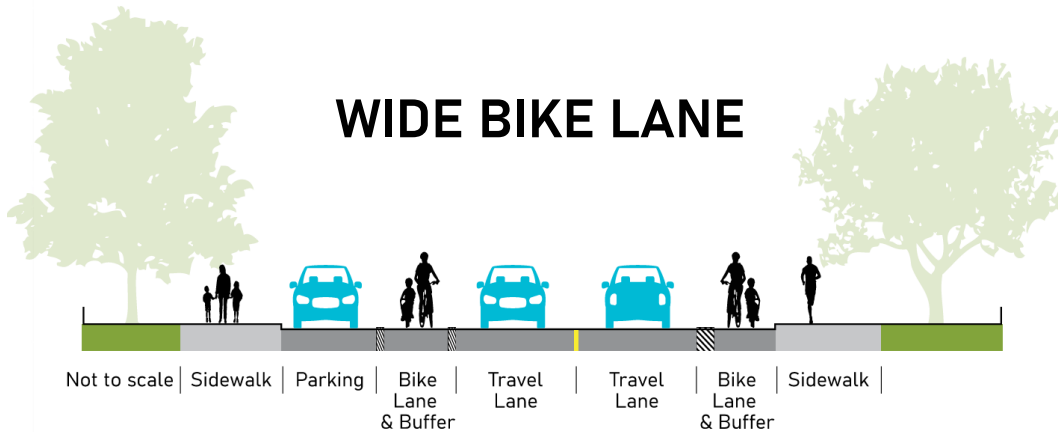 WIDE BIKE LANE
Not to scale
Sidewalk
Parking
Bike
Lane
& Buffer
Travel
Lane
Travel
Lane
Bike
Lane
& Buffer
Sidewalk